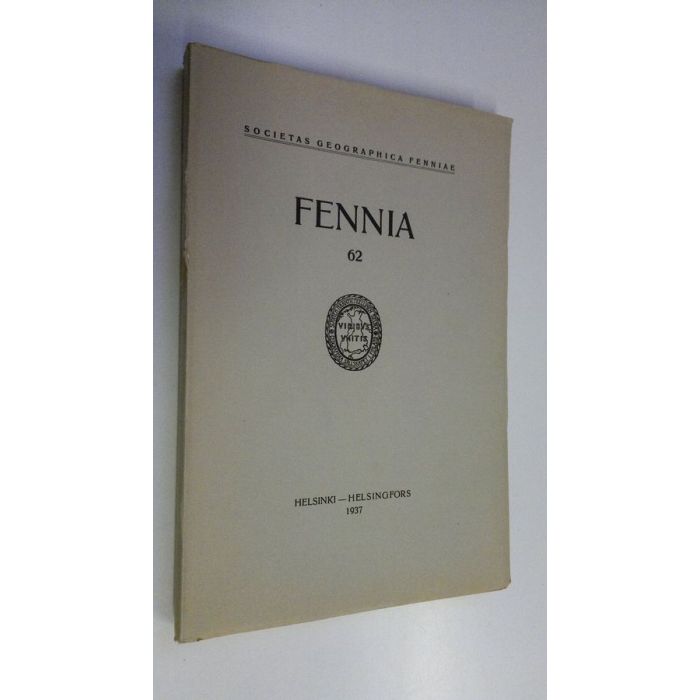 SOCIETAS GEOGRAPHICA FENNIAE
FENNIA
62
VIRIBVS
VNITIS
HELSINKI — HELSINGFORS
1937